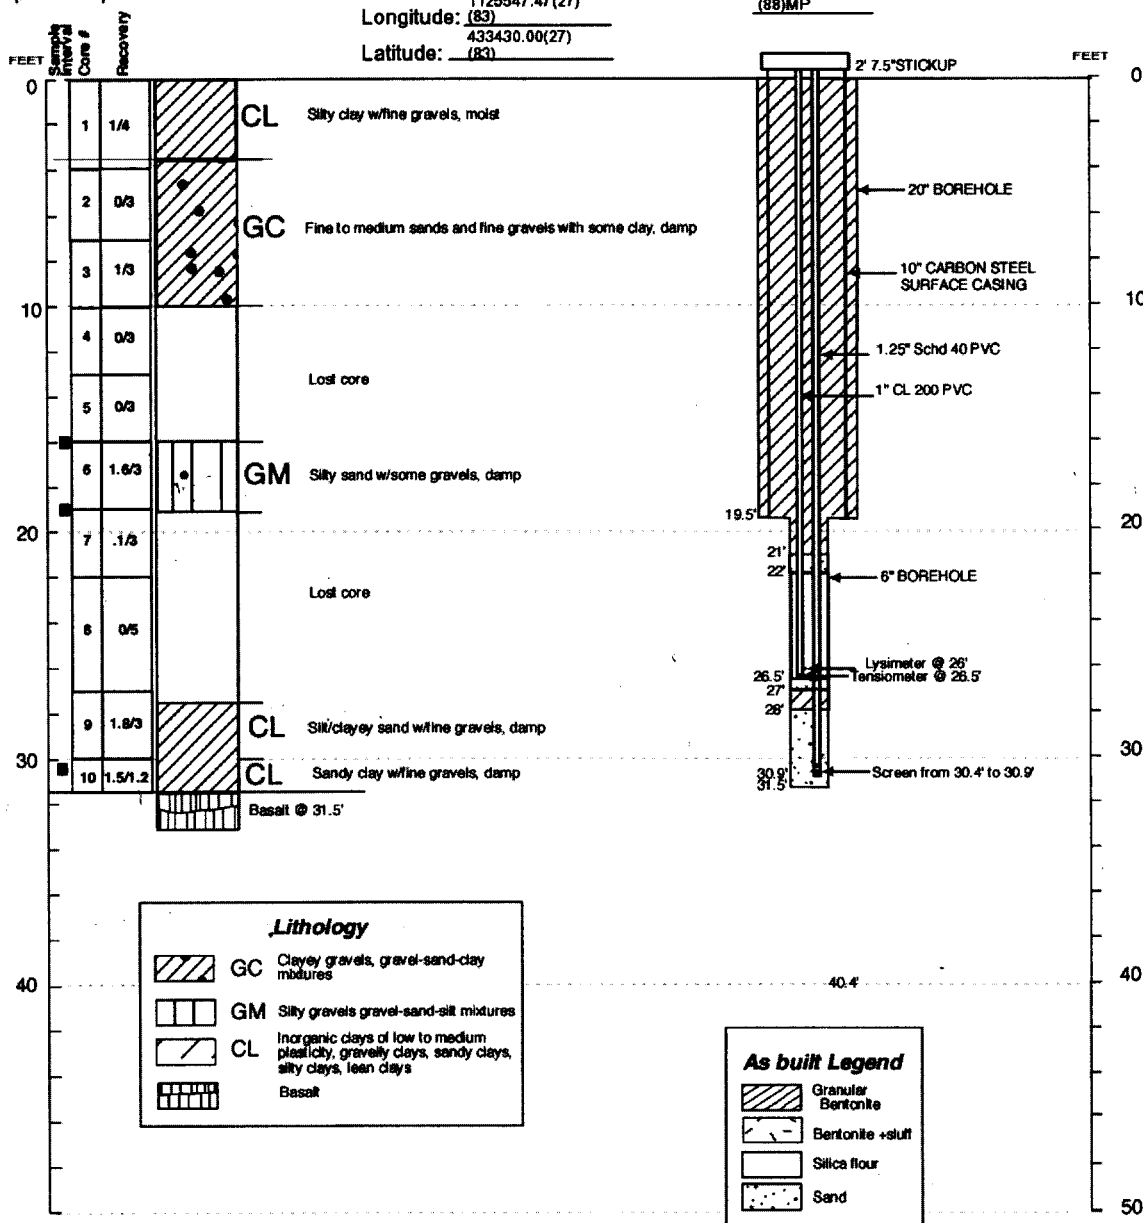 1125547.47(27)
Longitude: (83)
(88)MP
433430.00(27)
Latitude: (83)
FEET
Sample
Interval
Core #
Recovery
FEET
2' 7.5"STICKUP
0
0
1 1/4
CL Silty clay w/fine gravels, moist
2 0/3
20" BOREHOLE
GC Fine to medium sands and fine gravels with some clay, damp
3 1/3
10" CARBON STEEL
SURFACE CASING
10
10
4 0/3
1.25" Schd 40 PVC
Lost core
1" CL 200 PVC
5 0/3
6 1.6/3
GM Silty sand w/some gravels, damp
19.5'
20
20
7 .1/3
21'
22'
6" BOREHOLE
Lost core
8 0/5
Lysimeter @ 26'
26.5'
Tensiometer @ 26.5'
27'
28'
9 1.8/3
CL Silt/clayey sand w/fine gravels, damp
30
30
10 1.5/1.2
CL Sandy clay w/fine gravels, damp
30.9'
Screen from 30.4' to 30.9'
31.5'
Basalt @ 31.5'
Lithology
GC Clayey gravels, gravel-sand-clay
mixtures
GM Silty gravels gravel-sand-silt mixtures
CL Inorganic clays of low to medium
plasticity, gravelly clays, sandy clays,
silty clays, lean clays
Basalt
40
40.4'
40
As built Legend
Granular
Bentonite
Bentonite +sluff
Silica flour
Sand
50